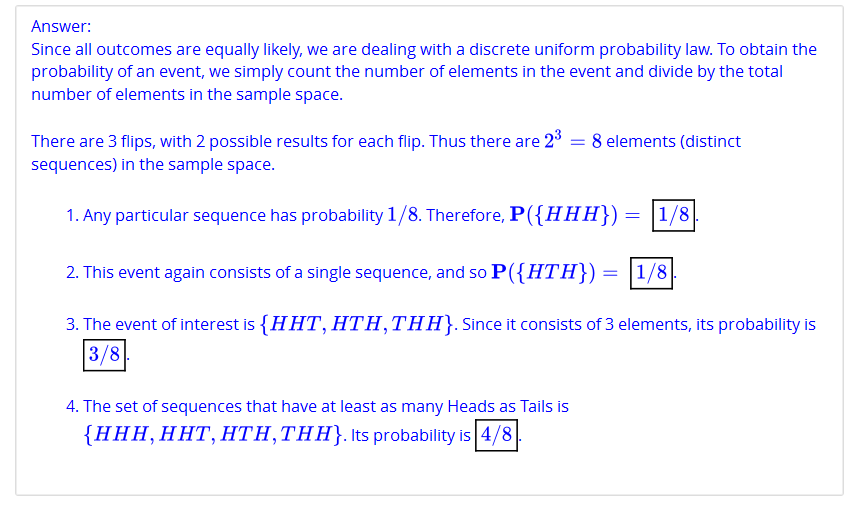 Answer:
Since all outcomes are equally likely, we are dealing with a discrete uniform probability law. To obtain the
probability of an event, we simply count the number of elements in the event and divide by the total
number of elements in the sample space.
There are 3 flips, with 2 possible results for each flip. Thus there are 2³ = 8 elements (distinct
sequences) in the sample space.
1. Any particular sequence has probability 1/8. Therefore, P({HHH}) = 1/8.
2. This event again consists of a single sequence, and so P({HTH}) = 1/8.
3. The event of interest is {HHT, HTH, THH}. Since it consists of 3 elements, its probability is
3/8.
4. The set of sequences that have at least as many Heads as Tails is
{HHH, HHT, HTH, THH}. Its probability is 4/8.